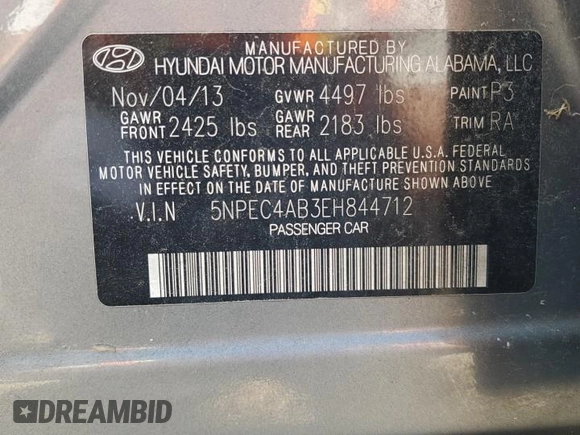 MANUFACTURED BY
HYUNDAI MOTOR MANUFACTURING ALABAMA, LLC
Nov/04/13 GVWR 4497 lbs PAINT P3
GAWR FRONT 2425 lbs GAWR REAR 2183 lbs TRIM RA
THIS VEHICLE CONFORMS TO ALL APPLICABLE U.S.A. FEDERAL
MOTOR VEHICLE SAFETY, BUMPER, AND THEFT PREVENTION STANDARDS
IN EFFECT ON THE DATE OF MANUFACTURE SHOWN ABOVE
V.I.N 5NPEC4AB3EH844712
PASSENGER CAR
DREAMBID